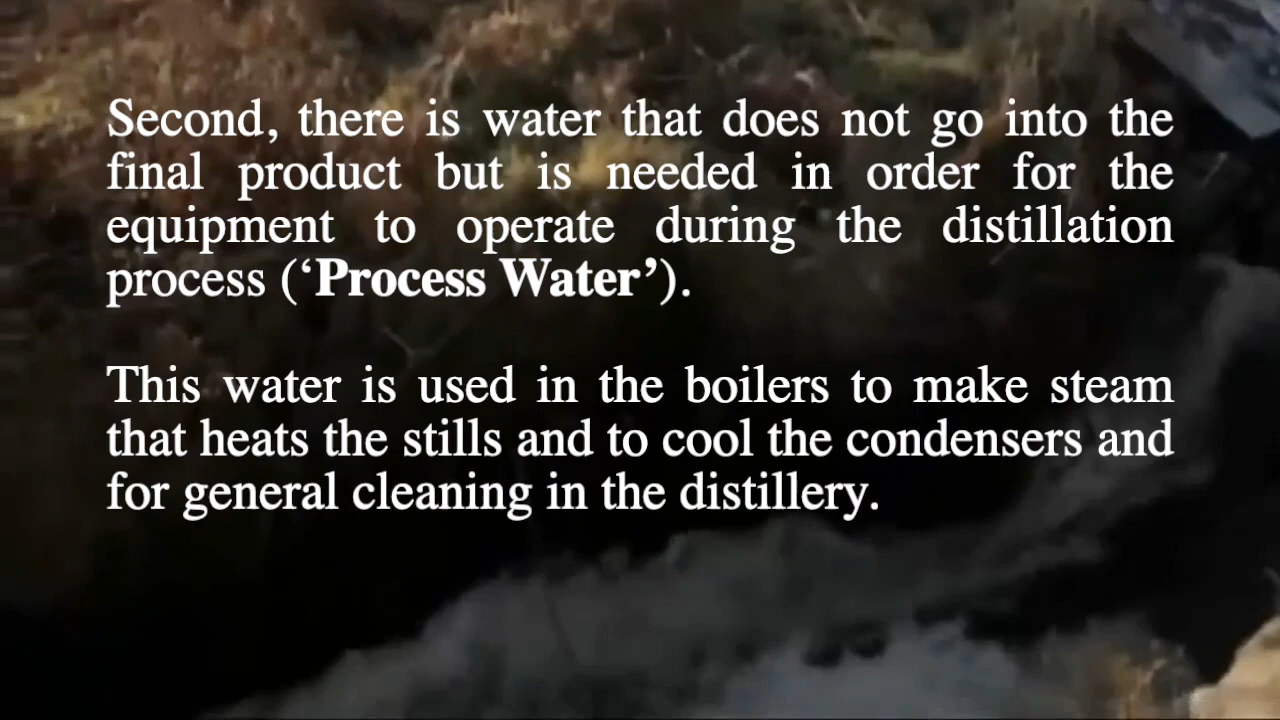 Second, there is water that does not go into the
final product but is needed in order for the
equipment to operate during the distillation
process (‘Process Water’).
This water is used in the boilers to make steam
that heats the stills and to cool the condensers and
for general cleaning in the distillery.